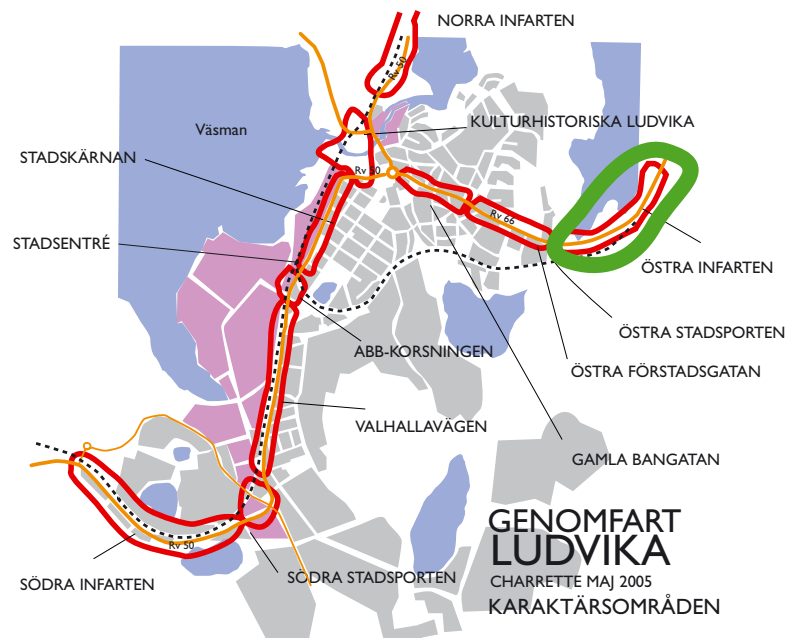 NORRA INFARTEN
Rv 50
KULTURHISTORISKA LUDVIKA
Väsman
STADSKÄRNAN
Rv 50
Rv 66
STADSENTRÉ
ÖSTRA INFARTEN
ÖSTRA STADSPORTEN
ABB-KORSNINGEN
ÖSTRA FÖRSTADSGATAN
VALHALLAVÄGEN
GAMLA BANGATAN
GENOMFART
LUDVIKA
CHARRETTE MAJ 2005
KARAKTÄRSOMRÅDEN
Rv 50
SÖDRA INFARTEN
SÖDRA STADSPORTEN